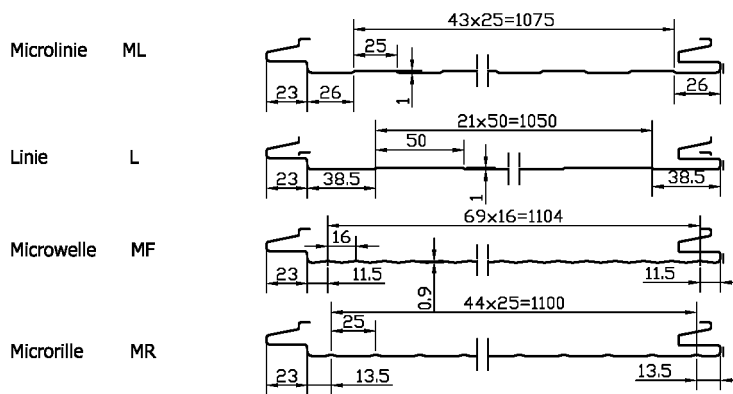 43x25=1075
Microlinie ML
25
23
26
1
26
21x50=1050
Linie L
50
23
38.5
1
38.5
69x16=1104
Microwelle MF
16
23
11.5
0.9
11.5
44x25=1100
Microrille MR
25
23
13.5
13.5